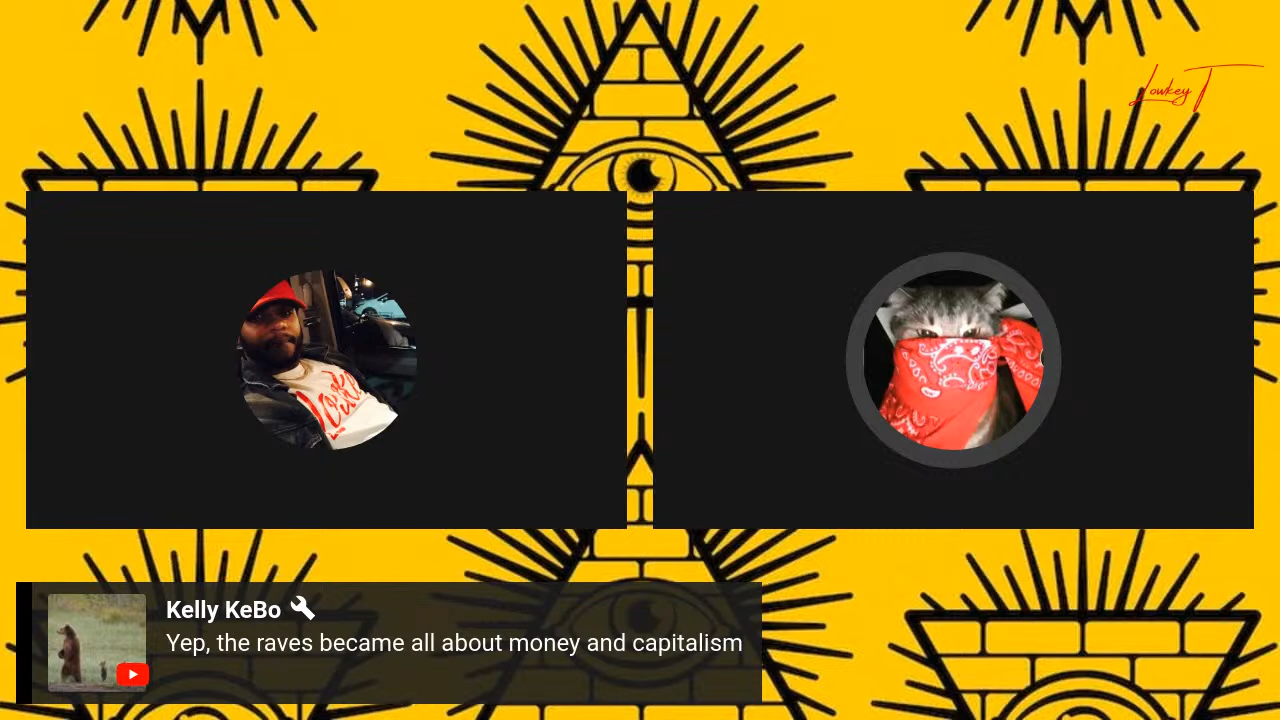 Lowkey T
Kelly KeBo
Yep, the raves became all about money and capitalism